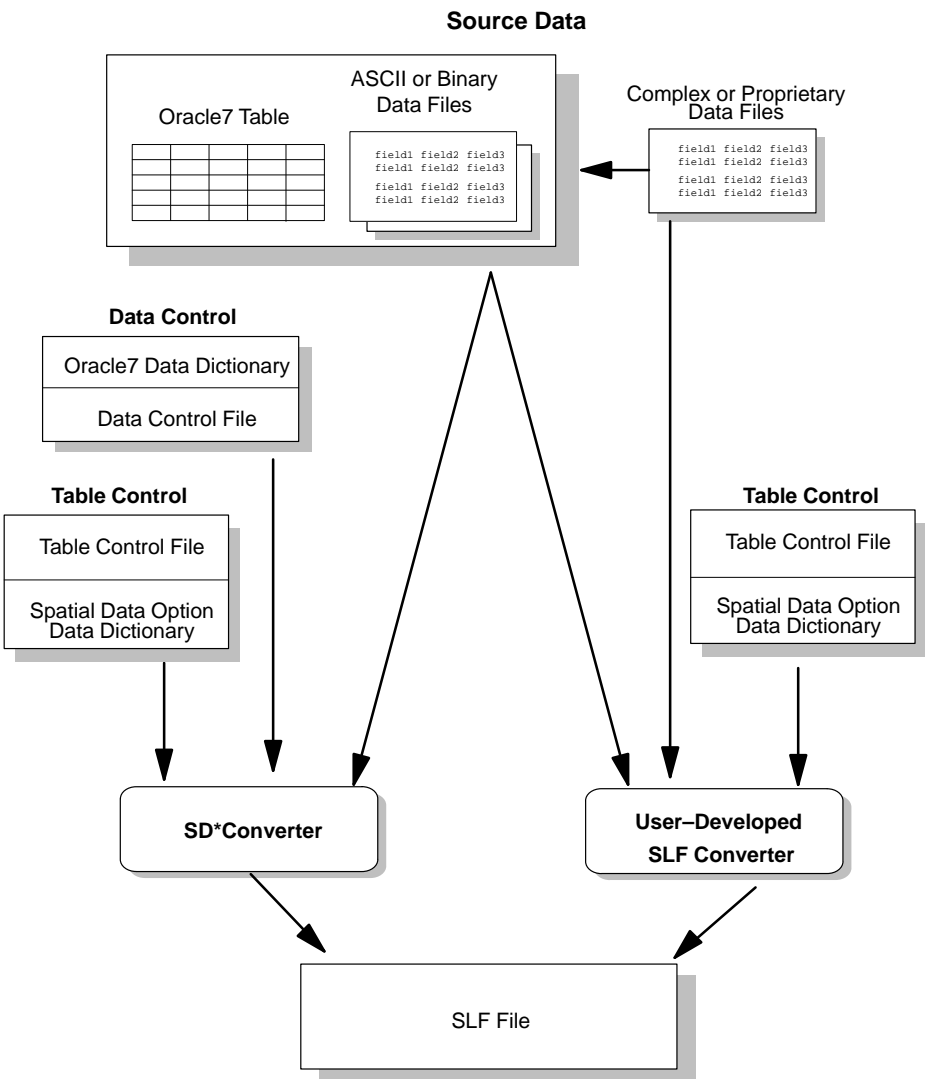 Source Data
Oracle7 Table
ASCII or Binary
Data Files
field1 field2 field3
field1 field2 field3
field1 field2 field3
field1 field2 field3
Complex or Proprietary
Data Files
field1 field2 field3
field1 field2 field3
field1 field2 field3
field1 field2 field3
Data Control
Oracle7 Data Dictionary
Data Control File
Table Control
Table Control File
Spatial Data Option
Data Dictionary
Table Control
Table Control File
Spatial Data Option
Data Dictionary
SD*Converter
User–Developed
SLF Converter
SLF File